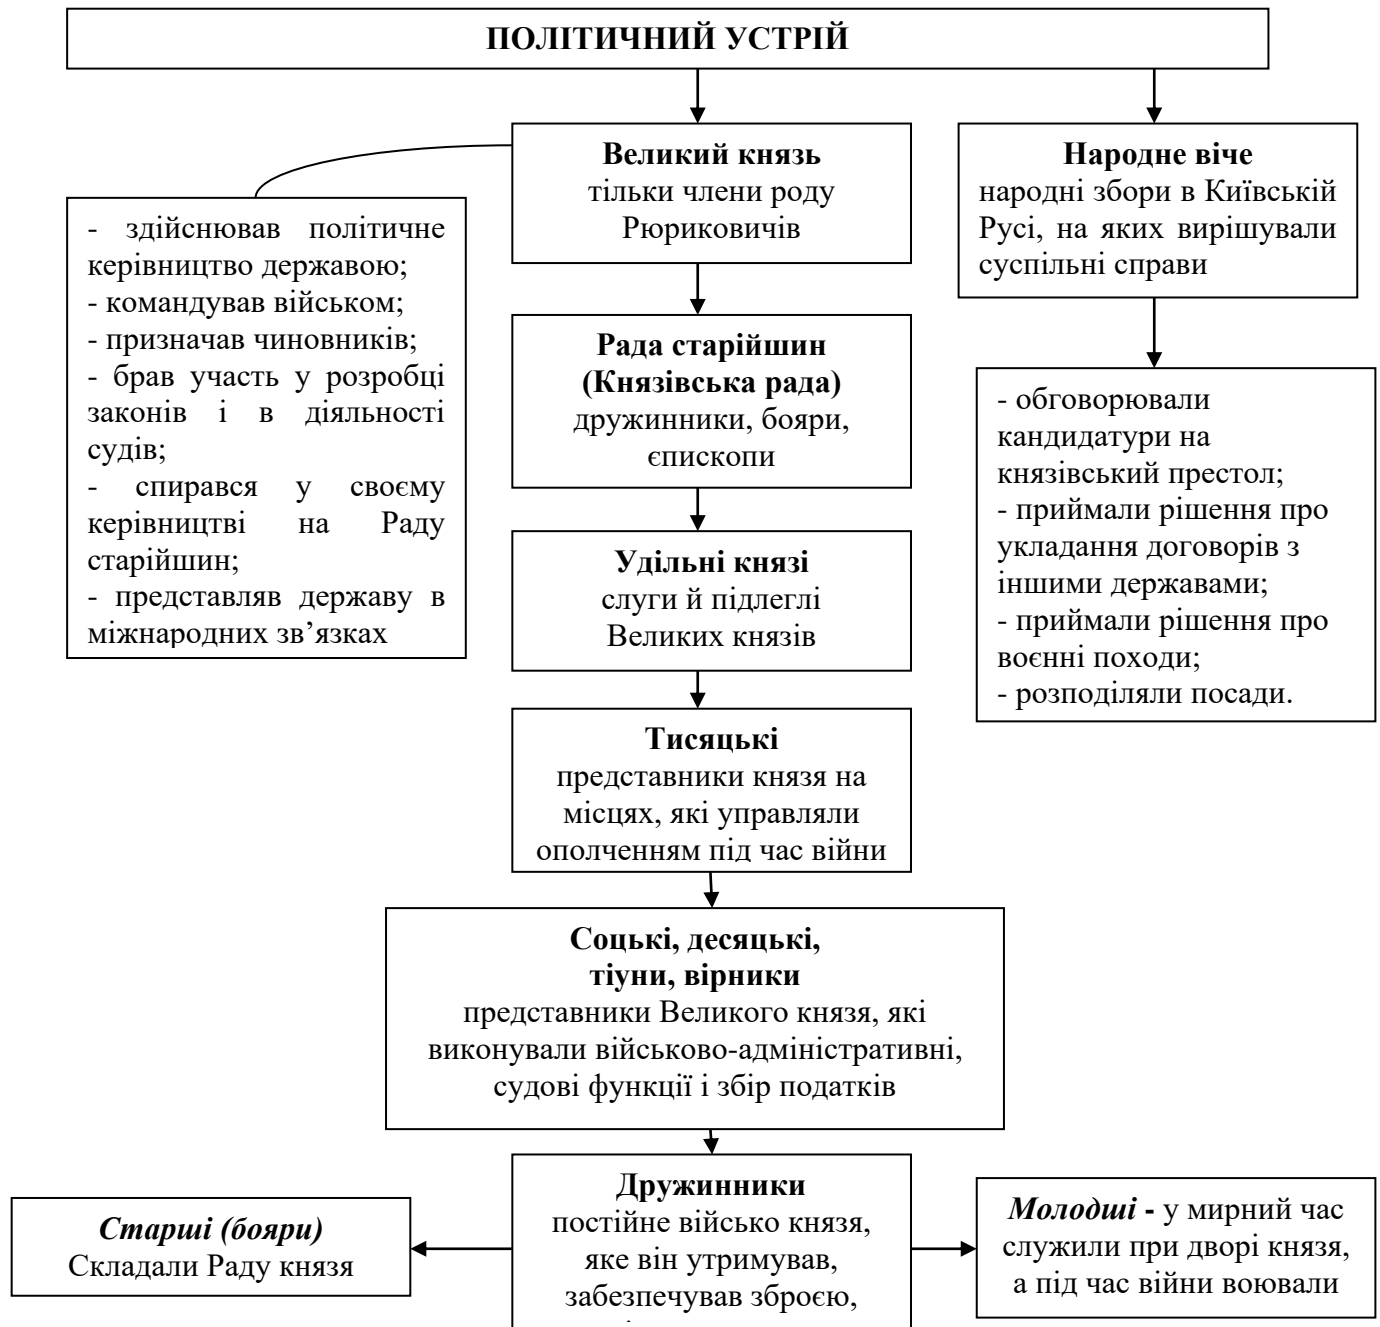 ПОЛІТИЧНИЙ УСТРІЙ
Великий князь
тільки члени роду
Рюриковичів
Народне віче
народні збори в Київській
Русі, на яких вирішували
суспільні справи
- здійснював політичне
керівництво державою;
- командував військом;
- призначав чиновників;
- брав участь у розробці
законів і в діяльності
судів;
- спирався у своєму
керівництві на Раду
старійшин;
- представляв державу в
міжнародних зв’язках
Рада старійшин
(Князівська рада)
дружинники, бояри,
єпископи
- обговорювали
кандидатури на
князівський престол;
- приймали рішення про
укладання договорів з
іншими державами;
- приймали рішення про
воєнні походи;
- розподіляли посади.
Удільні князі
слуги й підлеглі
Великих князів
Тисяцькі
представники князя на
місцях, які управляли
ополченням під час війни
Соцькі, десяцькі,
тіуни, вірники
представники Великого князя, які
виконували військово-адміністративні,
судові функції і збір податків
Дружинники
постійне військо князя,
яке він утримував,
забезпечував зброєю,
Старші (бояри)
Складали Раду князя
Молодші - у мирний час
служили при дворі князя,
а під час війни воювали